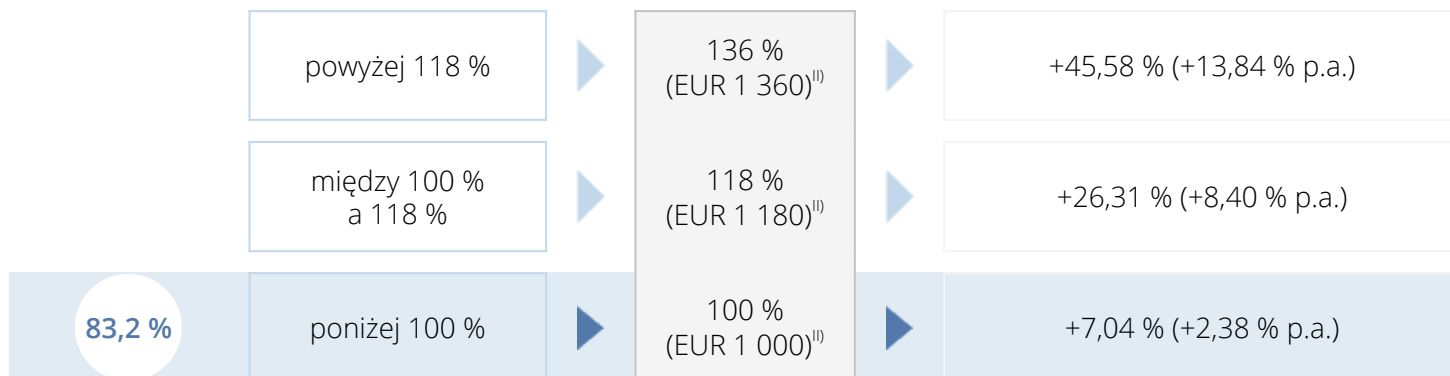 powyżej 118 %
136 %
(EUR 1 360)II)
+45,58 % (+13,84 % p.a.)
między 100 %
a 118 %
118 %
(EUR 1 180)II)
+26,31 % (+8,40 % p.a.)
83,2 %
poniżej 100 %
100 %
(EUR 1 000)II)
+7,04 % (+2,38 % p.a.)